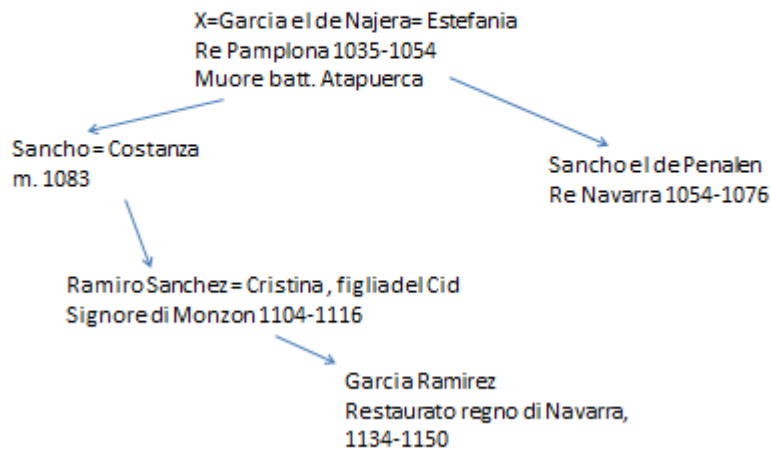 X=Garcia el de Najera= Estefania
Re Pamplona 1035-1054
Muore batt. Atapuerca
Sancho = Costanza
m. 1083
Sancho el de Penalen
Re Navarra 1054-1076
Ramiro Sanchez = Cristina, figlia del Cid
Signore di Monzon 1104-1116
Garcia Ramirez
Restaurato regno di Navarra,
1134-1150